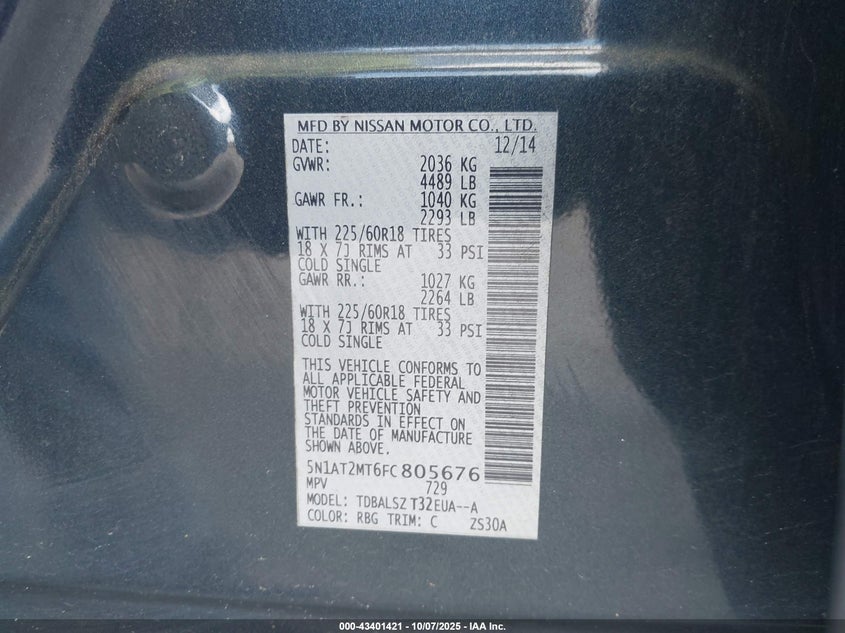 MFD BY NISSAN MOTOR CO., LTD.
DATE: 12/14
GVWR: 2036 KG
4489 LB
GAWR FR.: 1040 KG
2293 LB
WITH 225/60R18 TIRES
18 X 7J RIMS AT 33 PSI
COLD SINGLE
GAWR RR.: 1027 KG
2264 LB
WITH 225/60R18 TIRES
18 X 7J RIMS AT 33 PSI
COLD SINGLE
THIS VEHICLE CONFORMS TO
ALL APPLICABLE FEDERAL
MOTOR VEHICLE SAFETY AND
THEFT PREVENTION
STANDARDS IN EFFECT ON
THE DATE OF MANUFACTURE
SHOWN ABOVE.
5N1AT2MT6FC805676
MPV 729
MODEL: TDBALSZ T32EUA--A
COLOR: RBG TRIM: C ZS30A
000-43401421 | 10/07/2025 - IAA Inc.